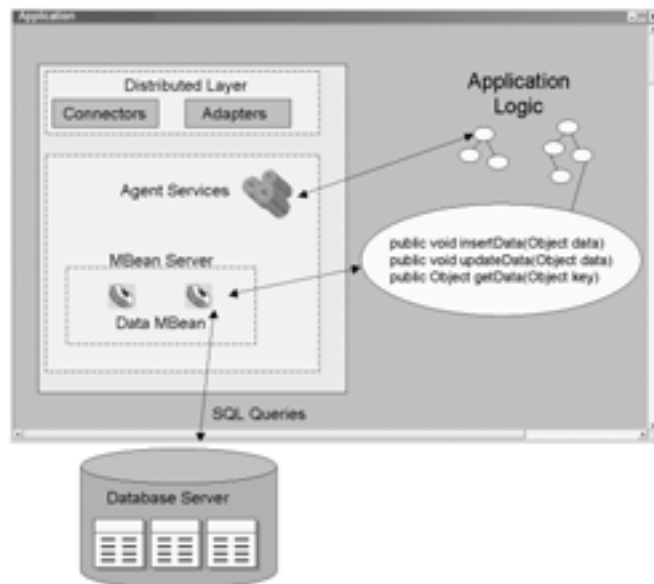 Application
Distributed Layer
Connectors
Adapters
Application
Logic
Agent Services
public void insertData(Object data)
public void updateData(Object data)
public Object getData(Object key)
MBean Server
Data MBean
SQL Queries
Database Server